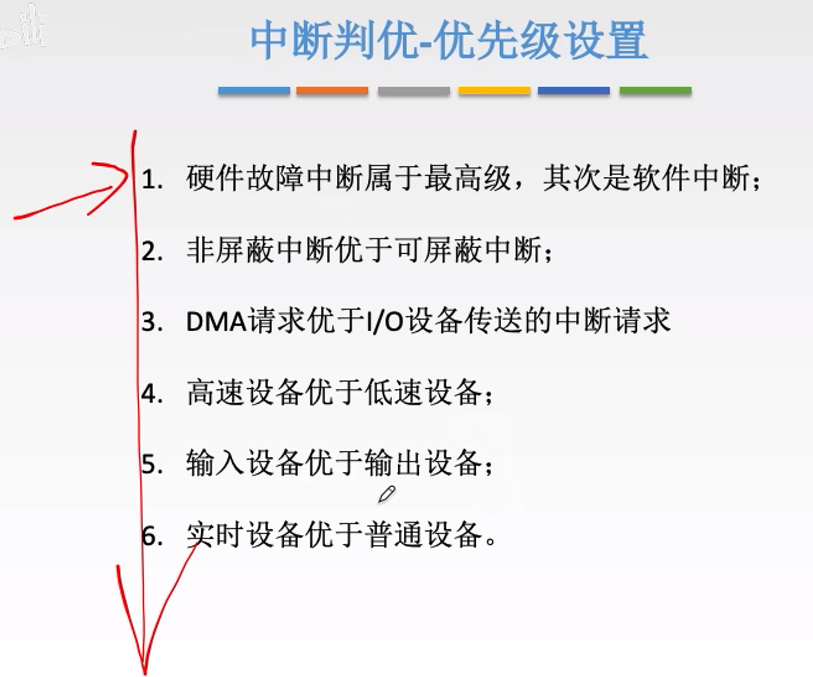 中断判优-优先级设置
1. 硬件故障中断属于最高级，其次是软件中断；
2. 非屏蔽中断优于可屏蔽中断；
3. DMA请求优于I/O设备传送的中断请求
4. 高速设备优于低速设备；
5. 输入设备优于输出设备；
6. 实时设备优于普通设备。